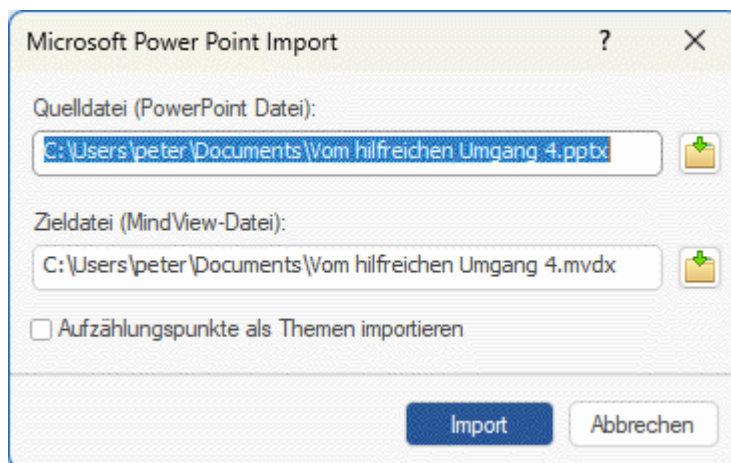 Microsoft Power Point Import ?
Quelldatei (PowerPoint Datei):
C:\Users\peter\Documents\Vom hilfreichen Umgang 4.pptx
Zieldatei (MindView-Datei):
C:\Users\peter\Documents\Vom hilfreichen Umgang 4.mvdx
Aufzählungspunkte als Themen importieren
Import Abbrechen